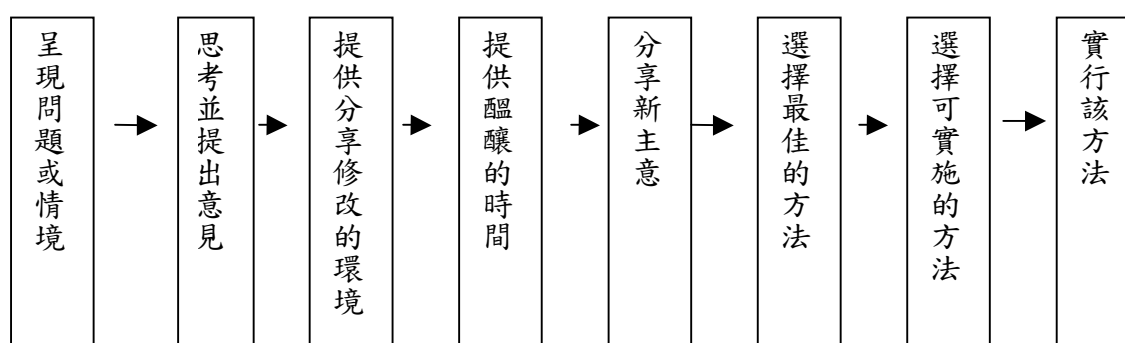 呈現問題或情境
思考並提出意見
提供分享修改的環境
提供醞釀的時間
分享新主意
選擇最佳的方法
選擇可實施的方法
實行該方法